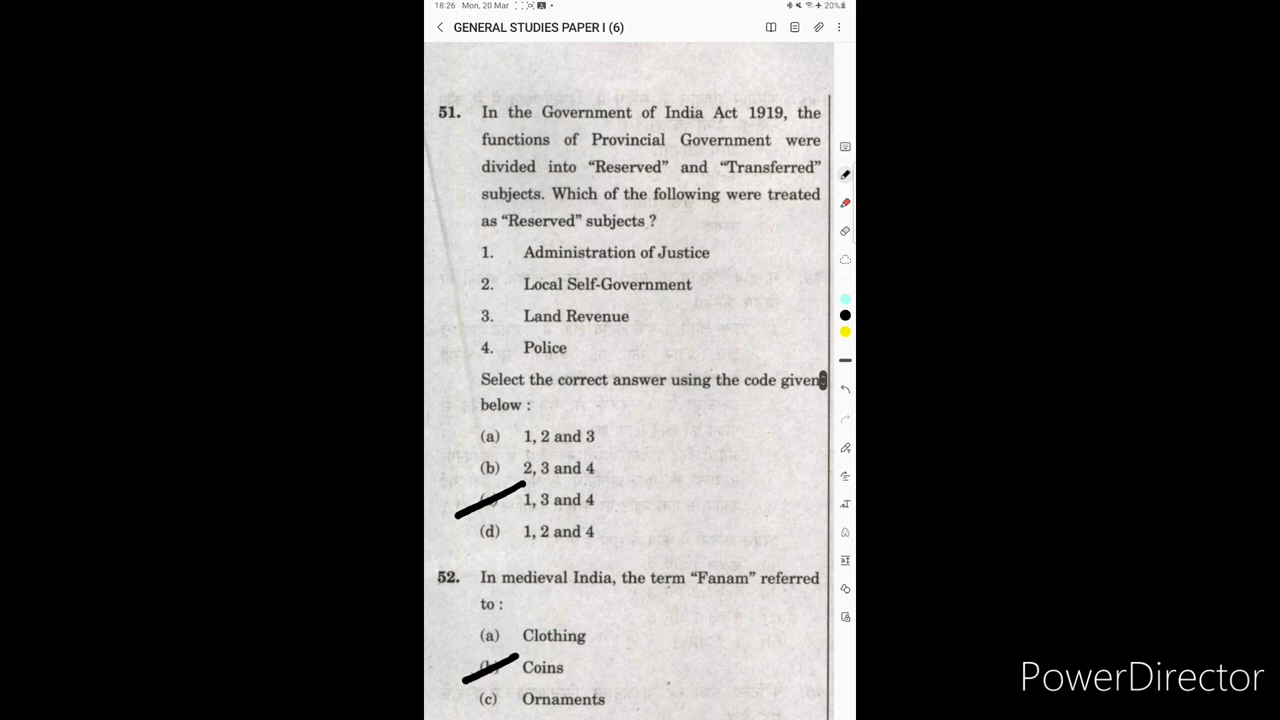 18:26 Mon, 20 Mar
20%
GENERAL STUDIES PAPER I (6)
51. In the Government of India Act 1919, the
functions of Provincial Government were
divided into “Reserved” and “Transferred”
subjects. Which of the following were treated
as “Reserved” subjects ?
1. Administration of Justice
2. Local Self-Government
3. Land Revenue
4. Police
Select the correct answer using the code given
below :
(a) 1, 2 and 3
(b) 2, 3 and 4
1, 3 and 4
(d) 1, 2 and 4
52. In medieval India, the term “Fanam” referred
to :
(a) Clothing
Coins
(c) Ornaments
PowerDirector